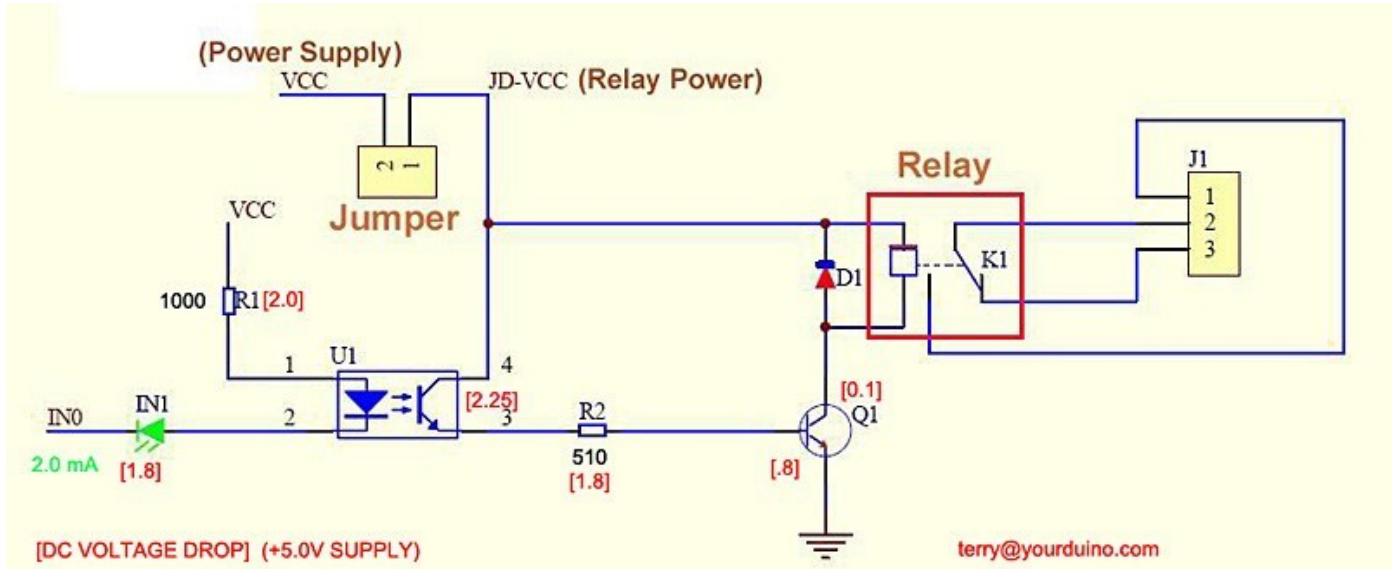 (Power Supply)
VCC
JD-VCC (Relay Power)
2 1
Jumper
Relay
J1
1
2
3
VCC
K1
D1
1000 R1 [2.0]
U1
1
4
[2.25]
[0.1]
IN0
IN1
2
3
R2
Q1
2.0 mA
[1.8]
510
[1.8]
[.8]
[DC VOLTAGE DROP] (+5.0V SUPPLY)
terry@yourduino.com